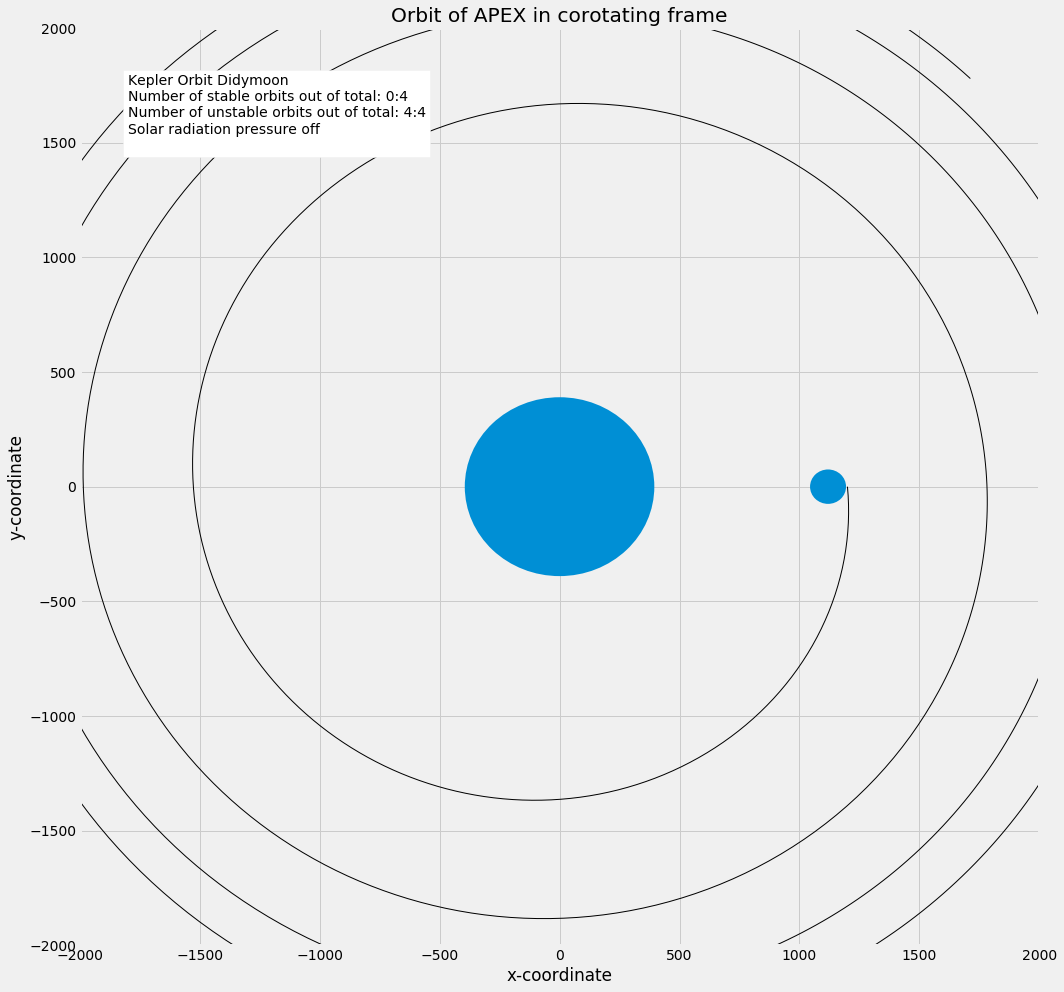 Orbit of APEX in corotating frame
2000
Kepler Orbit Didymoon
Number of stable orbits out of total: 0:4
Number of unstable orbits out of total: 4:4
Solar radiation pressure off
1500
1000
500
0
−500
−1000
−1500
−2000
y-coordinate
−2000 −1500 −1000 −500 0 500 1000 1500 2000
x-coordinate